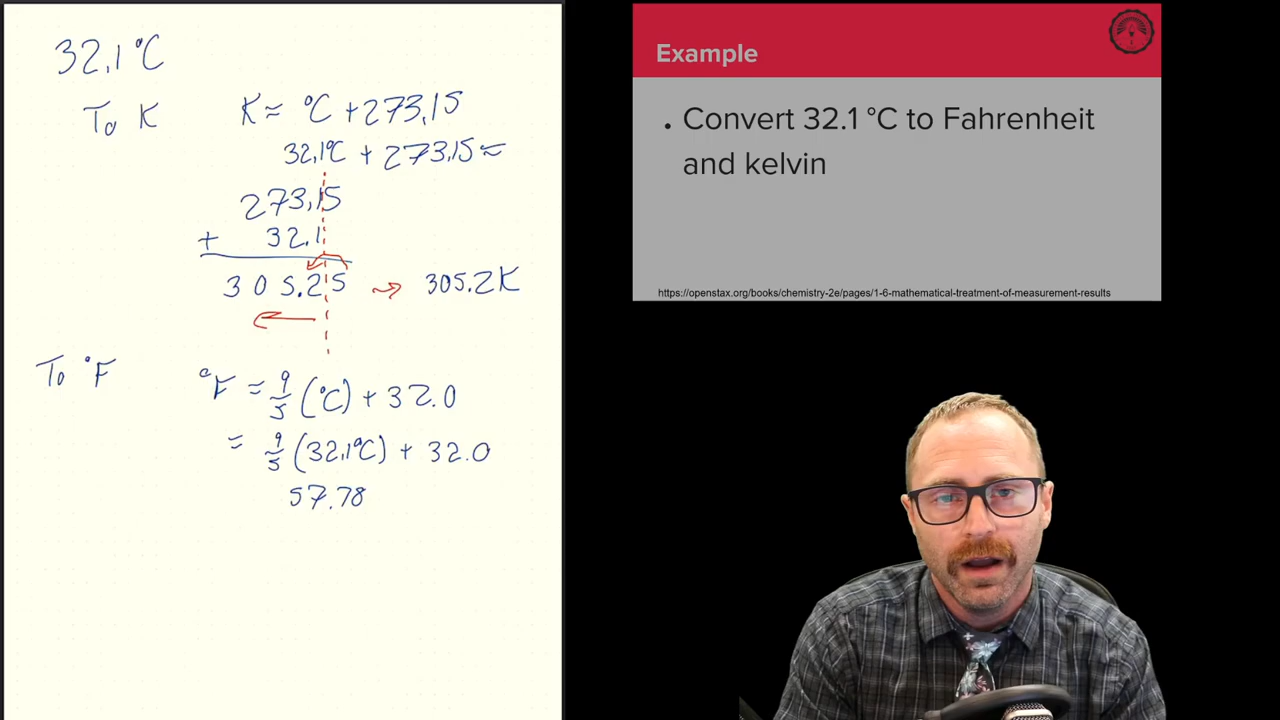 32.1 °C
To K K ≈ °C + 273.15
32.1°C + 273.15 ≈
273.15
+ 32.1
305.25 → 305.2 K
To °F °F ≈ 9/5 (°C) + 32.0
= 9/5 (32.1°C) + 32.0
57.78
Example
• Convert 32.1 °C to Fahrenheit
and kelvin
https://openstax.org/books/chemistry-2e/pages/1-6-mathematical-treatment-of-measurement-results